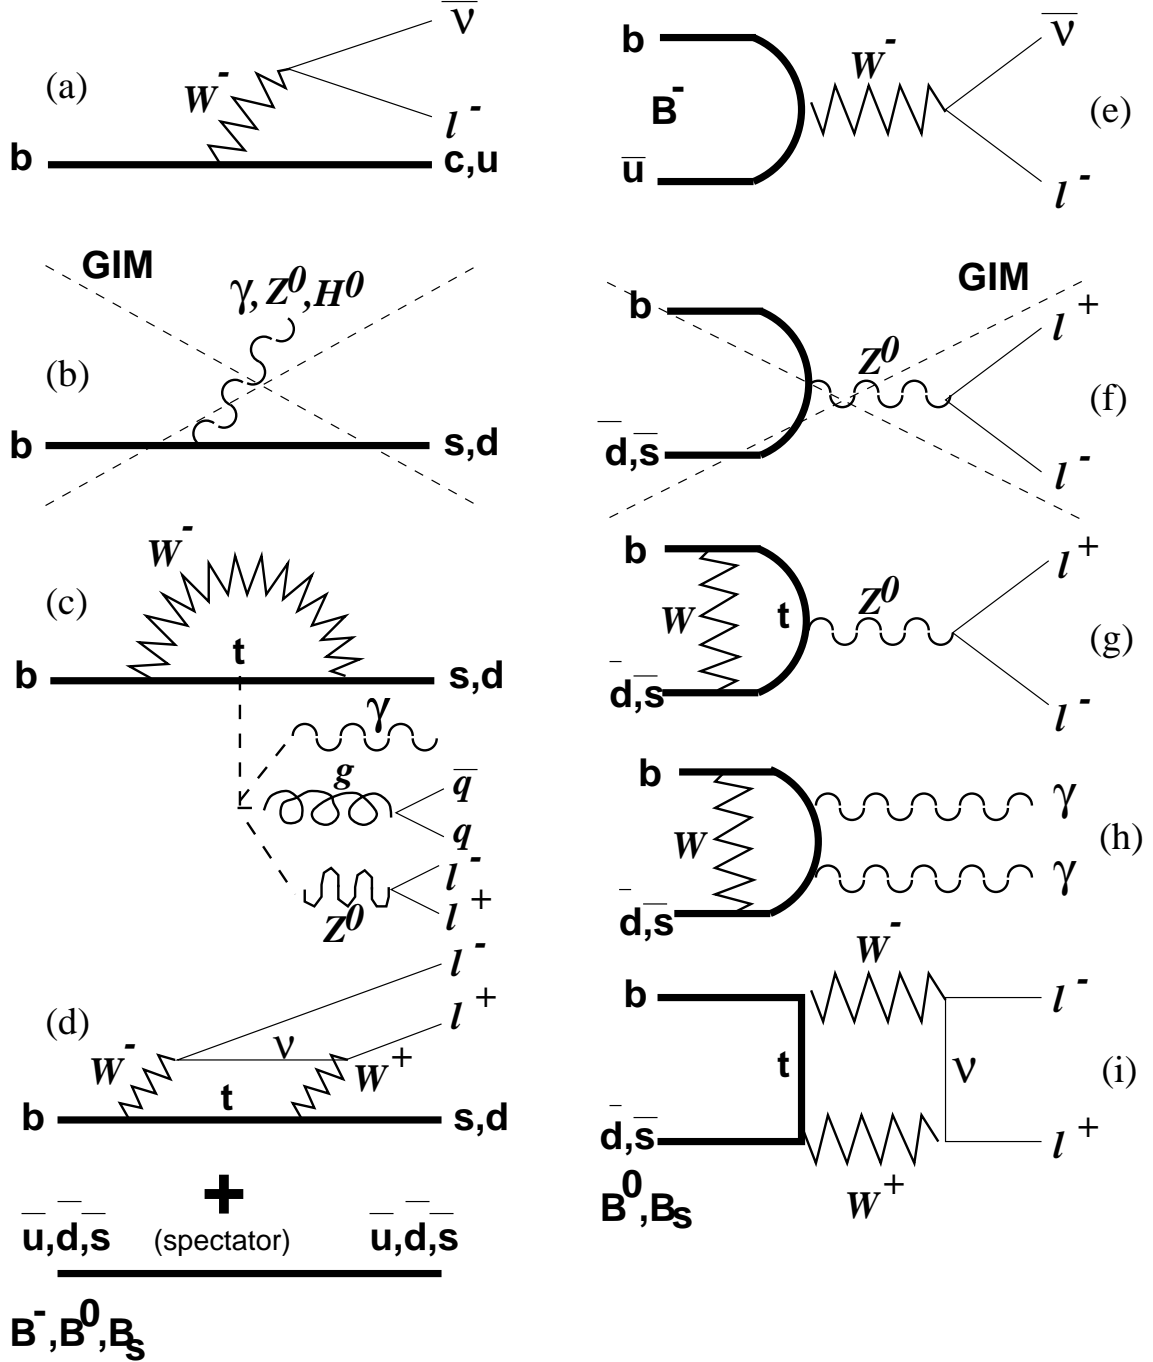 (a)
ν̅
W⁻
l⁻
b
c,u
(e)
b
W⁻
ν̅
B⁻
u̅
l⁻
(b)
GIM
γ, Z⁰,H⁰
b
s,d
(f)
GIM
b
l⁺
Z⁰
d̅,s̅
l⁻
(c)
W⁻
t
b
s,d
γ
g
q̅
q
l⁻
Z⁰
l⁺
(g)
b
l⁺
W
t
Z⁰
d̅,s̅
l⁻
(h)
b
γ
W
γ
d̅,s̅
(d)
l⁻
l⁺
W⁻
ν
W⁺
t
b
s,d
(i)
W⁻
b
l⁻
t
ν
d̅,s̅
l⁺
B⁰,Bₛ
W⁺
+
u̅,d̅,s̅ (spectator) u̅,d̅,s̅
B⁻,B⁰,Bₛ